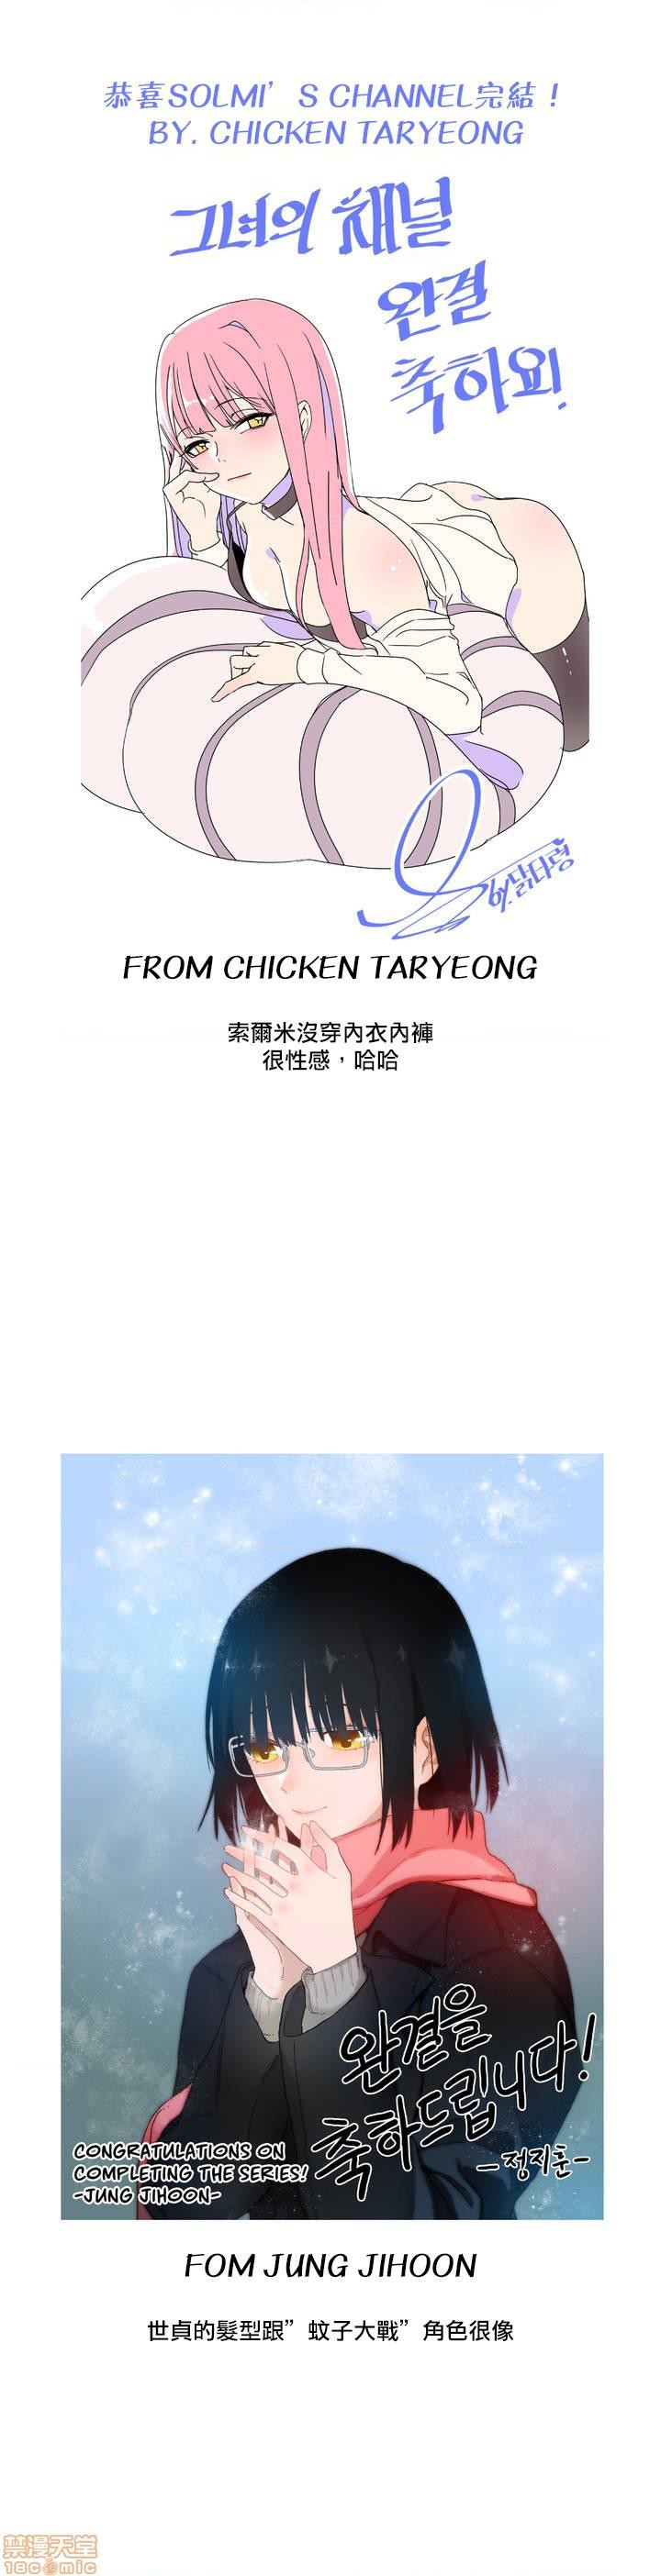 恭喜SOLMI'S CHANNEL完結！
BY. CHICKEN TARYEONG
그녀의 채널
완결
축하요!
by.닭타령
FROM CHICKEN TARYEONG
索爾米沒穿內衣內褲
很性感，哈哈
완결을
축하드립니다!
-정지훈-
CONGRATULATIONS ON
COMPLETING THE SERIES!
-JUNG JIHOON-
FOM JUNG JIHOON
世貞的髮型跟”蚊子大戰”角色很像
禁漫天堂
18comic